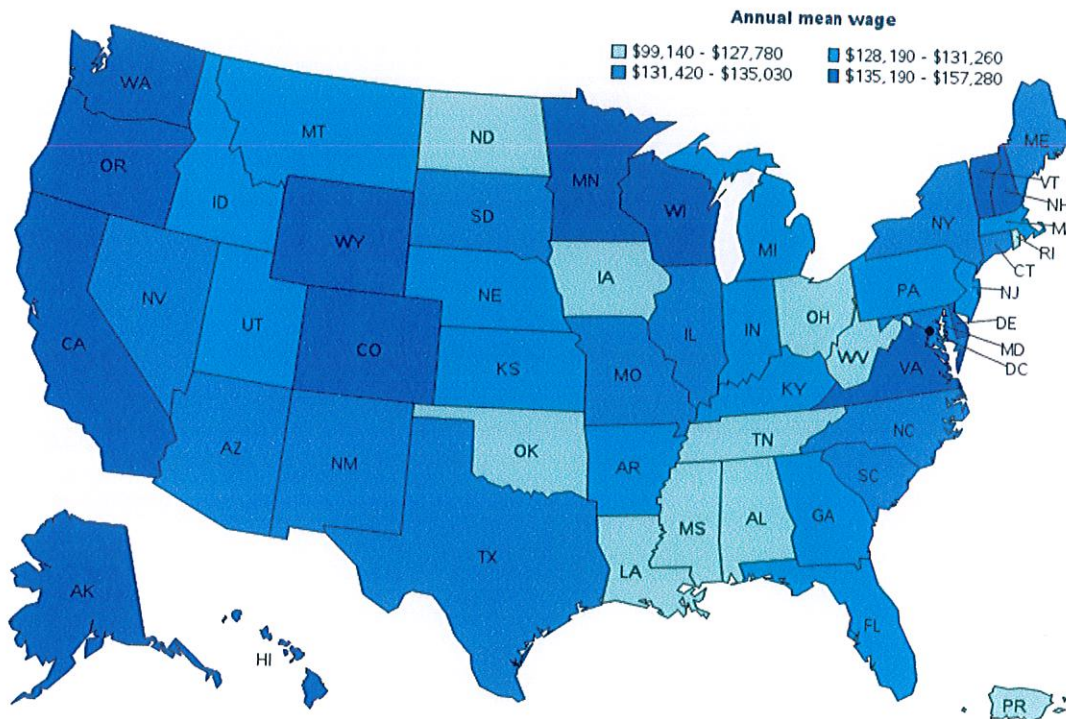 Annual mean wage
$99,140 - $127,780 $128,190 - $131,260
$131,420 - $135,030 $135,190 - $157,280
WA
MT
ND
ME
OR
MN
VT
ID
SD
WI
NY
NH
WY
MI
M
RI
IA
CT
NE
PA
NJ
NV
OH
UT
IL
IN
DE
CA
CO
WV
MD
KS
MO
VA
DC
KY
NC
TN
AZ
OK
NM
AR
SC
MS
AL
GA
TX
LA
AK
FL
HI
PR